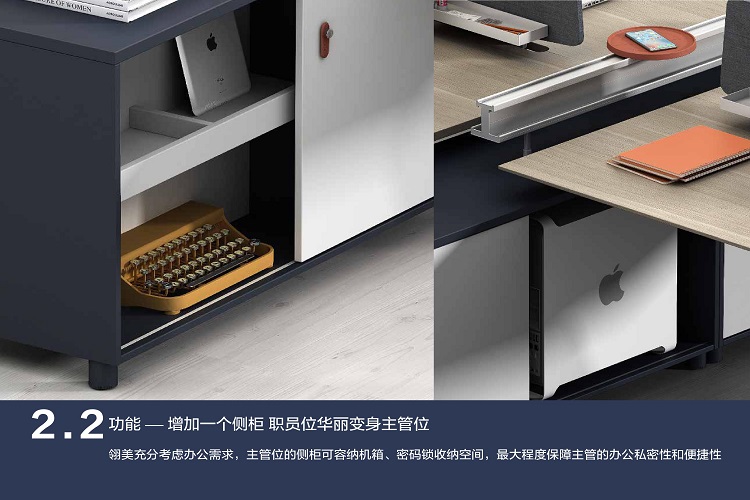 RE OF WOMEN
2.2
功能 — 增加一个侧柜 职员位华丽变身主管位
翎美充分考虑办公需求，主管位的侧柜可容纳机箱、密码锁收纳空间，最大程度保障主管的办公私密性和便捷性